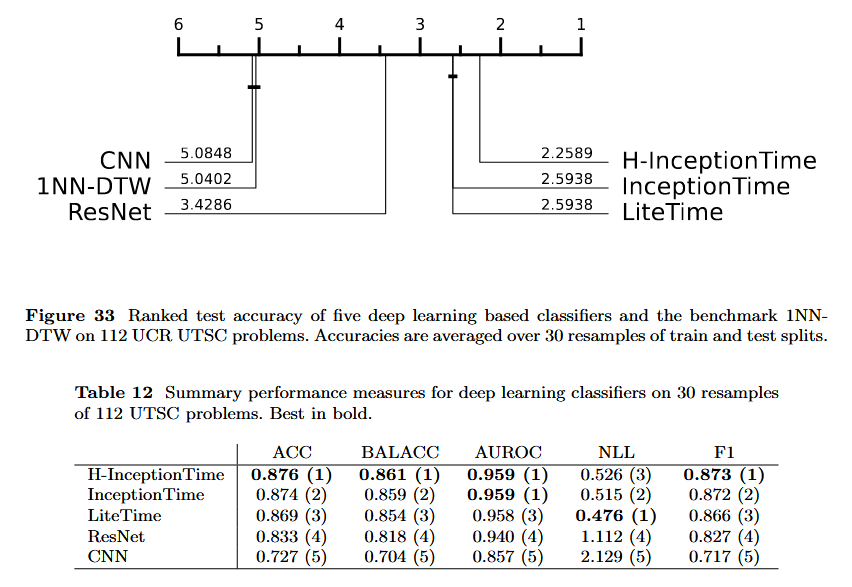 6 5 4 3 2 1
CNN 5.0848 2.2589 H-InceptionTime
1NN-DTW 5.0402 2.5938 InceptionTime
ResNet 3.4286 2.5938 LiteTime
Figure 33 Ranked test accuracy of five deep learning based classifiers and the benchmark 1NN-
DTW on 112 UCR UTSC problems. Accuracies are averaged over 30 resamples of train and test splits.
Table 12 Summary performance measures for deep learning classifiers on 30 resamples
of 112 UTSC problems. Best in bold.
ACC BALACC AUROC NLL F1
H-InceptionTime 0.876 (1) 0.861 (1) 0.959 (1) 0.526 (3) 0.873 (1)
InceptionTime 0.874 (2) 0.859 (2) 0.959 (1) 0.515 (2) 0.872 (2)
LiteTime 0.869 (3) 0.854 (3) 0.958 (3) 0.476 (1) 0.866 (3)
ResNet 0.833 (4) 0.818 (4) 0.940 (4) 1.112 (4) 0.827 (4)
CNN 0.727 (5) 0.704 (5) 0.857 (5) 2.129 (5) 0.717 (5)